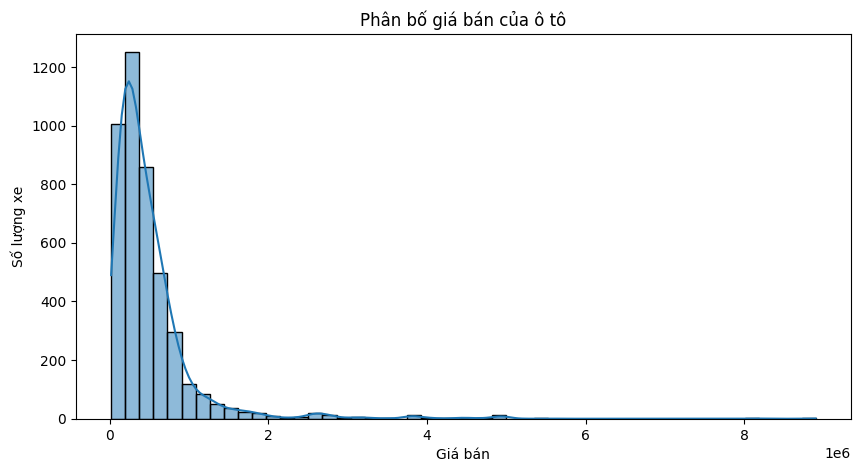 Phân bố giá bán của ô tô
Số lượng xe
1200
1000
800
600
400
200
0
0 2 4 6 8
1e6
Giá bán